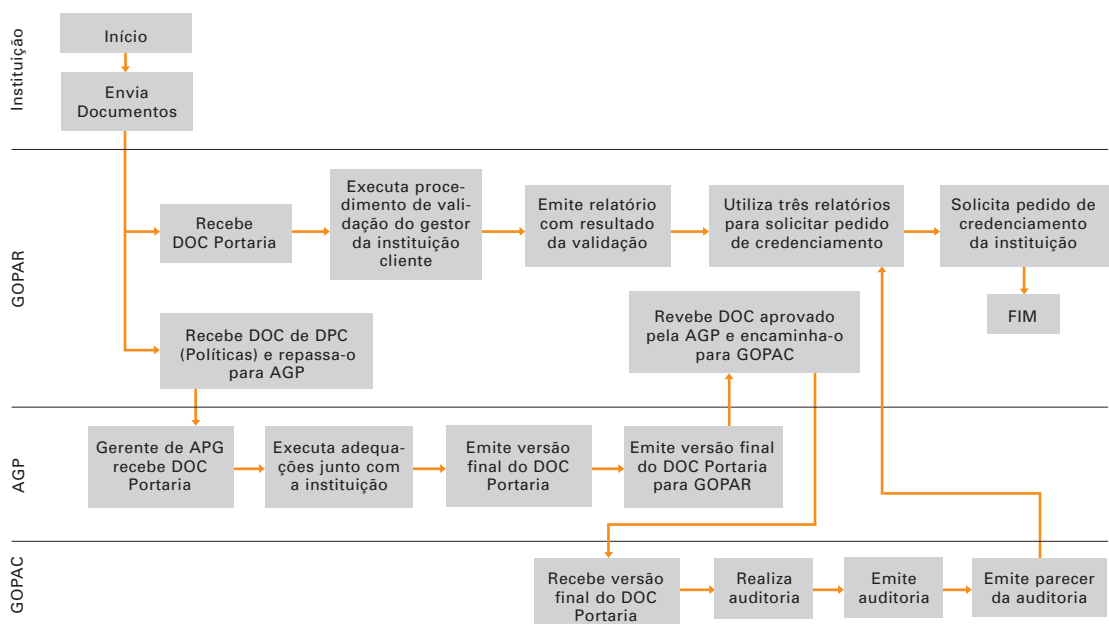 Instituição
Início
Envia
Documentos
GOPAR
Recebe
DOC Portaria
Executa proce-
dimento de vali-
dação do gestor
da instituição
cliente
Emite relatório
com resultado
da validação
Utiliza três relatórios
para solicitar pedido
de credenciamento
Solicita pedido de
credenciamento
da instituição
FIM
Recebe DOC de DPC
(Políticas) e repassa-o
para AGP
Revebe DOC aprovado
pela AGP e encaminha-o
para GOPAC
AGP
Gerente de APG
recebe DOC
Portaria
Executa adequa-
ções junto com
a instituição
Emite versão
final do DOC
Portaria
Emite versão final
do DOC Portaria
para GOPAR
GOPAC
Recebe versão
final do DOC
Portaria
Realiza
auditoria
Emite
auditoria
Emite parecer
da auditoria